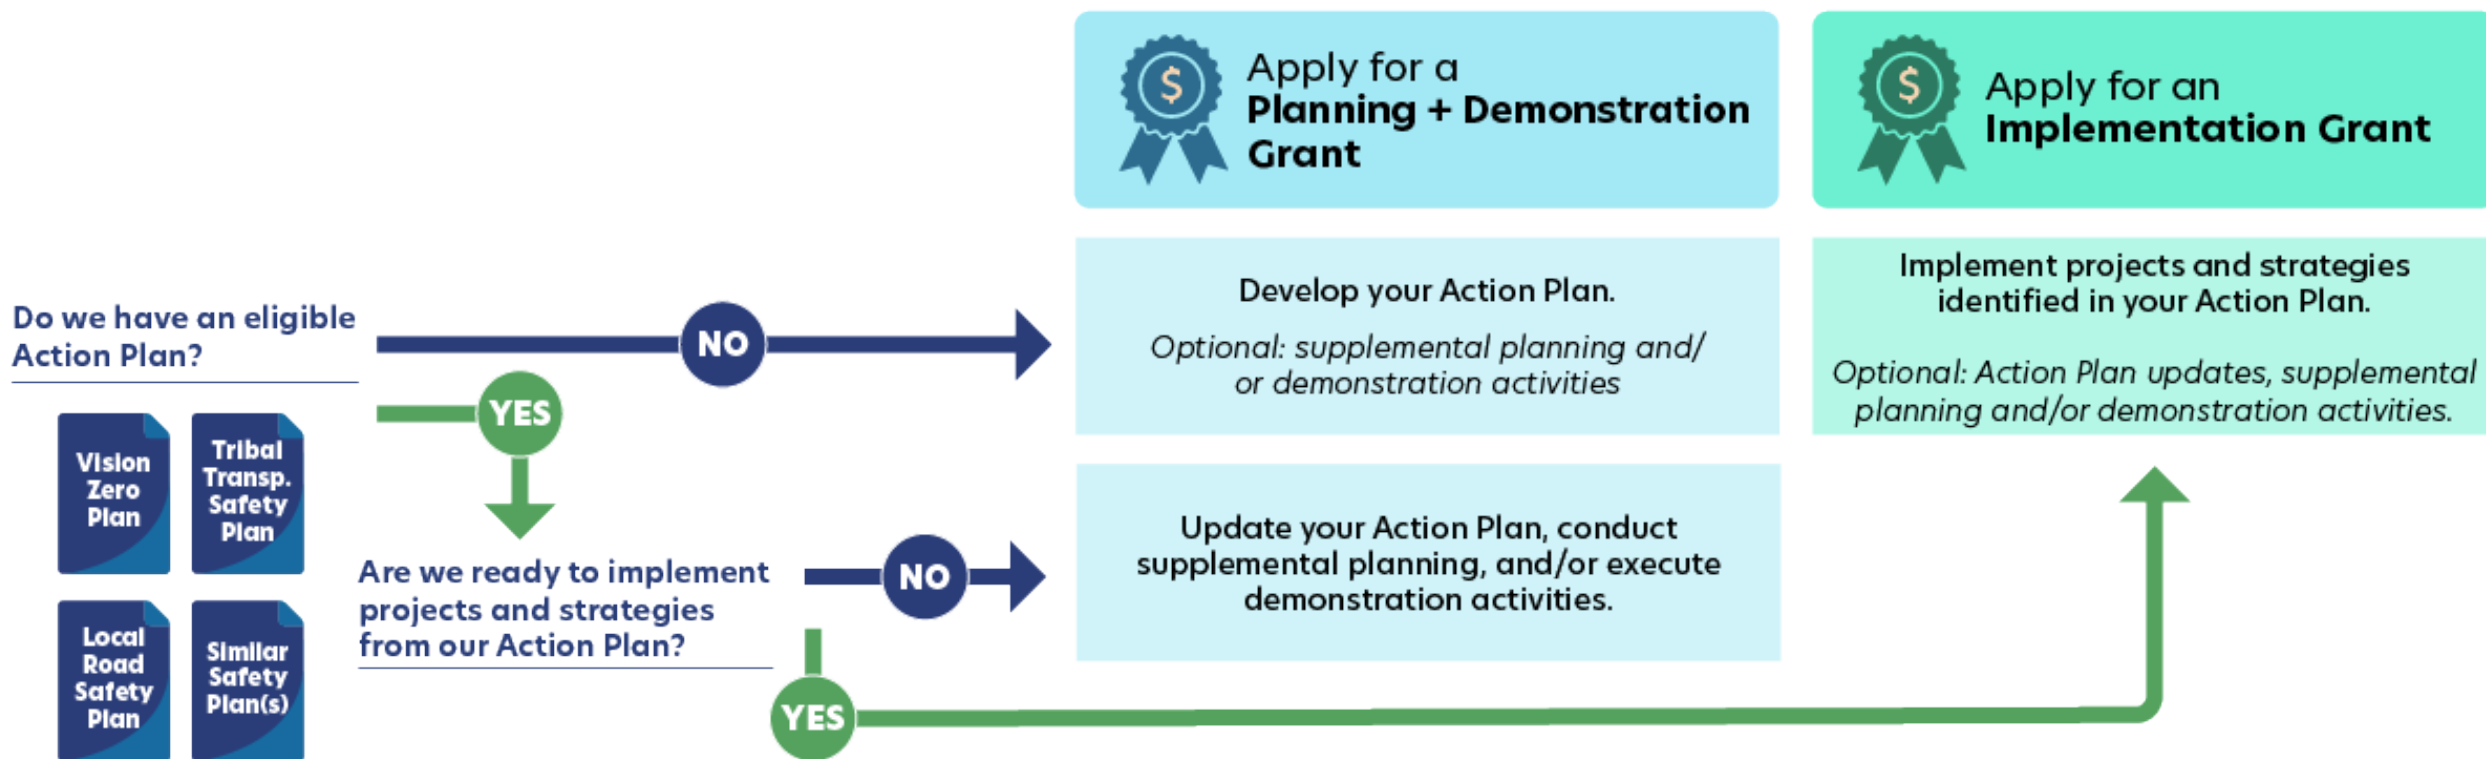 $
Apply for a
Planning + Demonstration
Grant
$
Apply for an
Implementation Grant
Do we have an eligible
Action Plan?
NO
Develop your Action Plan.
Optional: supplemental planning and/
or demonstration activities
Implement projects and strategies
identified in your Action Plan.
Optional: Action Plan updates, supplemental
planning and/or demonstration activities.
YES
Vision
Zero
Plan
Tribal
Transp.
Safety
Plan
Local
Road
Safety
Plan
Similar
Safety
Plan(s)
Are we ready to implement
projects and strategies
from our Action Plan?
NO
Update your Action Plan, conduct
supplemental planning, and/or execute
demonstration activities.
YES